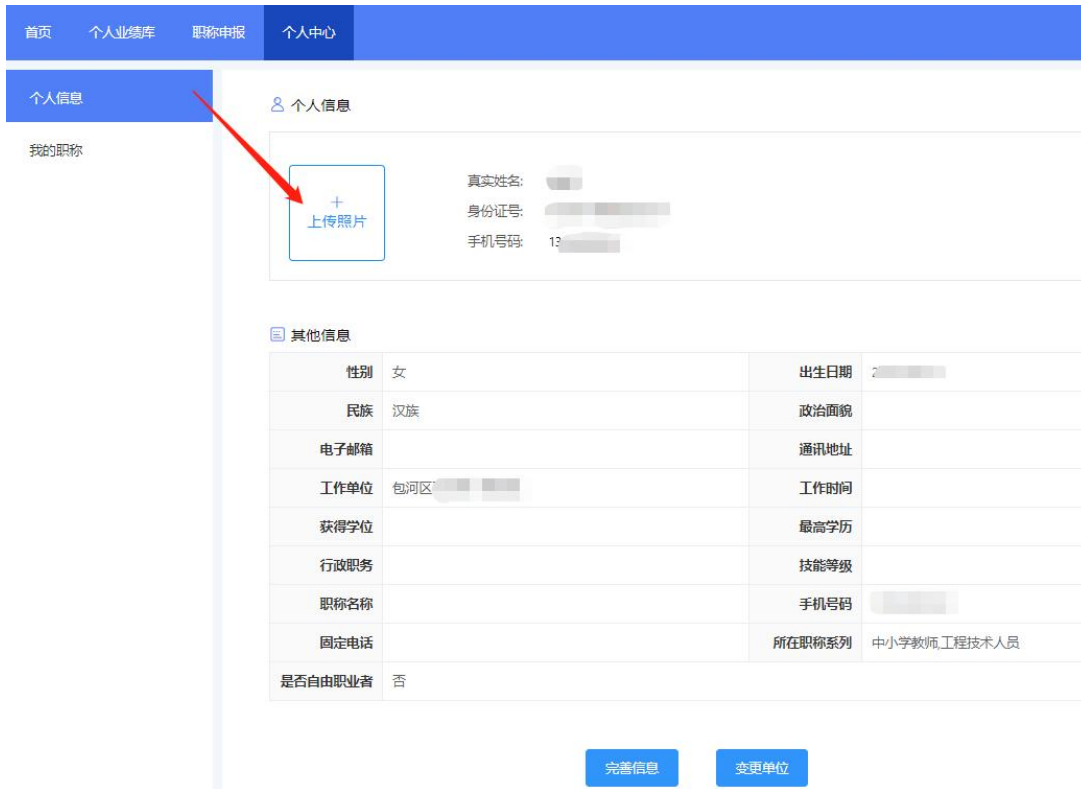 首页 个人业绩库 职称申报 个人中心
个人信息
我的职称
个人信息
+
上传照片
真实姓名:
身份证号:
手机号码: 13
其他信息
性别 女 出生日期 2
民族 汉族 政治面貌
电子邮箱 通讯地址
工作单位 包河区 工作时间
获得学位 最高学历
行政职务 技能等级
职称名称 手机号码
固定电话 所在职称系列 中小学教师,工程技术人员
是否自由职业者 否
完善信息 变更单位